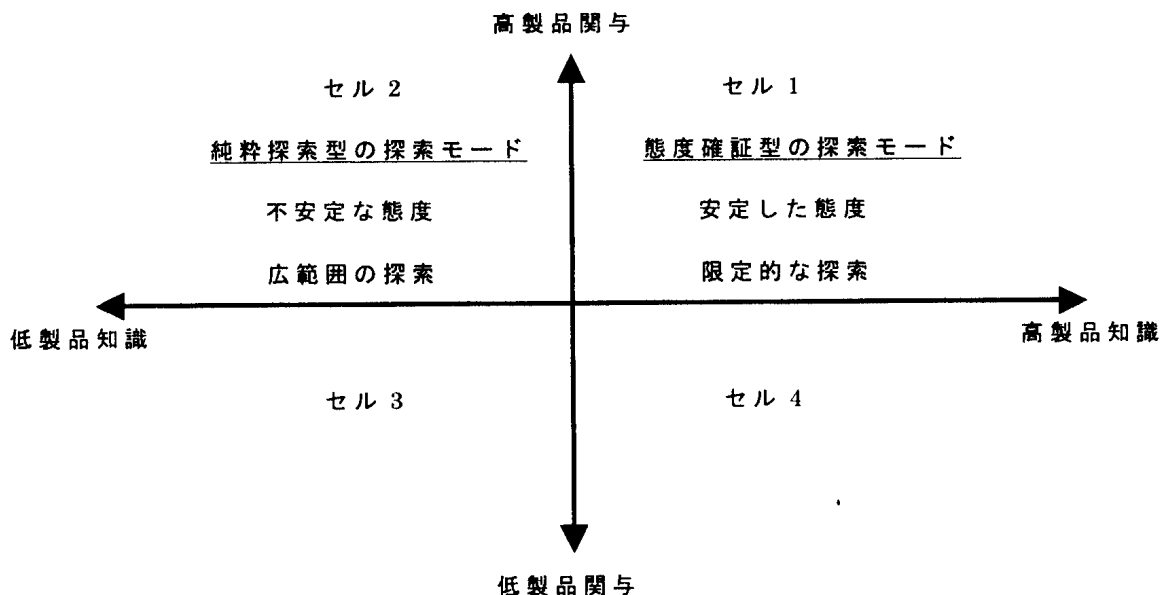 高製品関与
セル 2
セル 1
純粋探索型の探索モード
態度確証型の探索モード
不安定な態度
安定した態度
広範囲の探索
限定的な探索
低製品知識
高製品知識
セル 3
セル 4
低製品関与